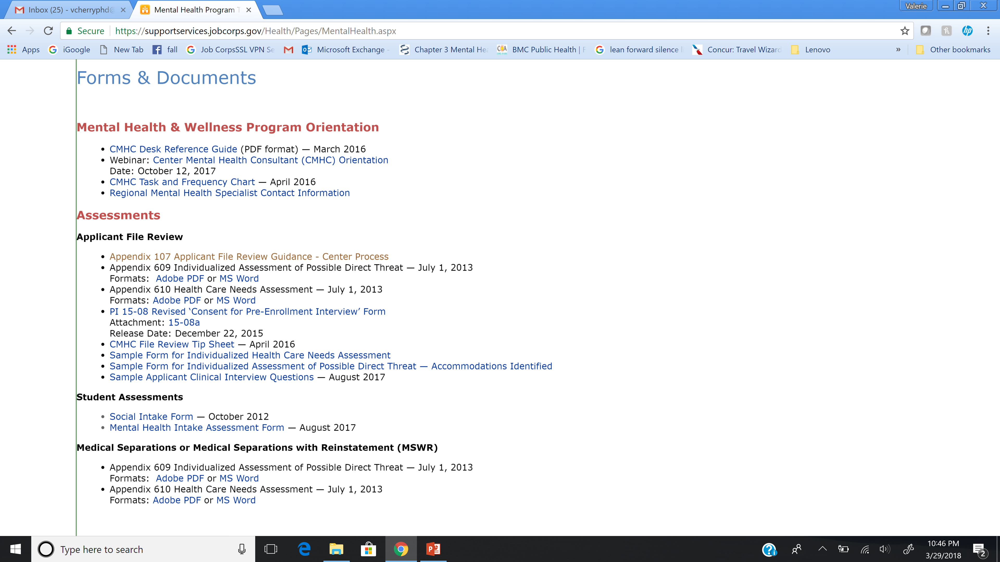 Inbox (25) - vcherryphd@
Mental Health Program T
Valerie
Secure
https://supportservices.jobcorps.gov/Health/Pages/MentalHealth.aspx
Apps iGoogle New Tab fall Job CorpsSSL VPN Se Microsoft Exchange - Chapter 3 Mental Hea BMC Public Health | lean forward silence Concur: Travel Wizard Lenovo » Other bookmarks
Forms & Documents
Mental Health & Wellness Program Orientation
• CMHC Desk Reference Guide (PDF format) — March 2016
• Webinar: Center Mental Health Consultant (CMHC) Orientation
Date: October 12, 2017
• CMHC Task and Frequency Chart — April 2016
• Regional Mental Health Specialist Contact Information
Assessments
Applicant File Review
• Appendix 107 Applicant File Review Guidance - Center Process
• Appendix 609 Individualized Assessment of Possible Direct Threat — July 1, 2013
Formats: Adobe PDF or MS Word
• Appendix 610 Health Care Needs Assessment — July 1, 2013
Formats: Adobe PDF or MS Word
• PI 15-08 Revised ‘Consent for Pre-Enrollment Interview’ Form
Attachment: 15-08a
Release Date: December 22, 2015
• CMHC File Review Tip Sheet — April 2016
• Sample Form for Individualized Health Care Needs Assessment
• Sample Form for Individualized Assessment of Possible Direct Threat — Accommodations Identified
• Sample Applicant Clinical Interview Questions — August 2017
Student Assessments
• Social Intake Form — October 2012
• Mental Health Intake Assessment Form — August 2017
Medical Separations or Medical Separations with Reinstatement (MSWR)
• Appendix 609 Individualized Assessment of Possible Direct Threat — July 1, 2013
Formats: Adobe PDF or MS Word
• Appendix 610 Health Care Needs Assessment — July 1, 2013
Formats: Adobe PDF or MS Word
Type here to search
10:46 PM
3/29/2018
2